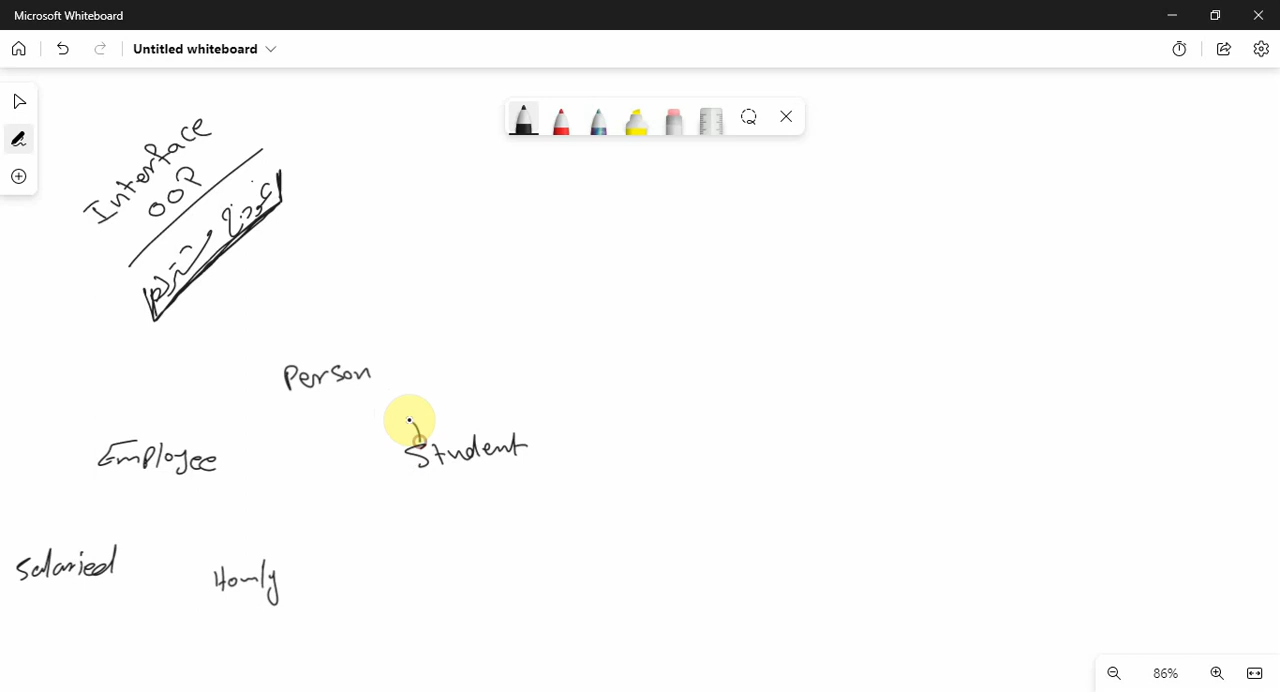 Microsoft Whiteboard
Untitled whiteboard
Interface
OOP
Person
Employee
Student
Salaried
Hourly
86%